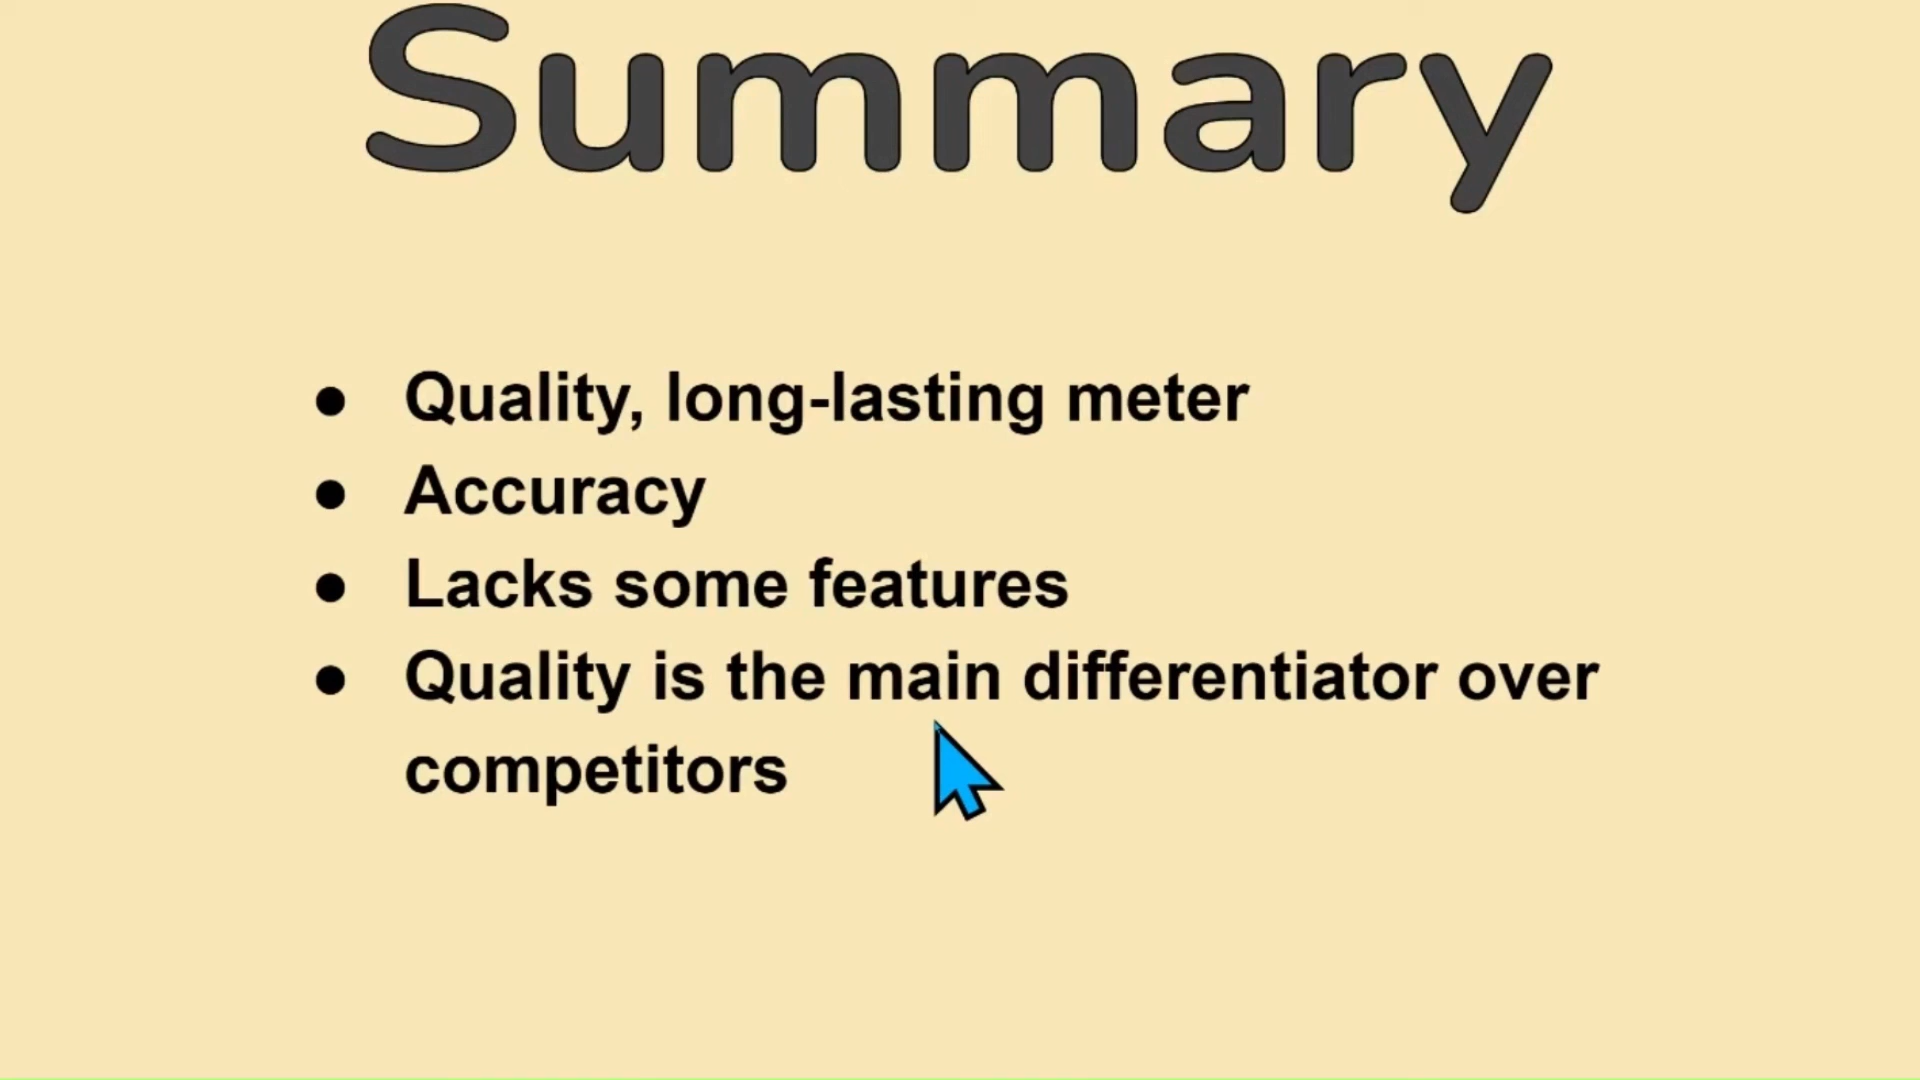 Summary
● Quality, long-lasting meter
● Accuracy
● Lacks some features
● Quality is the main differentiator over
competitors